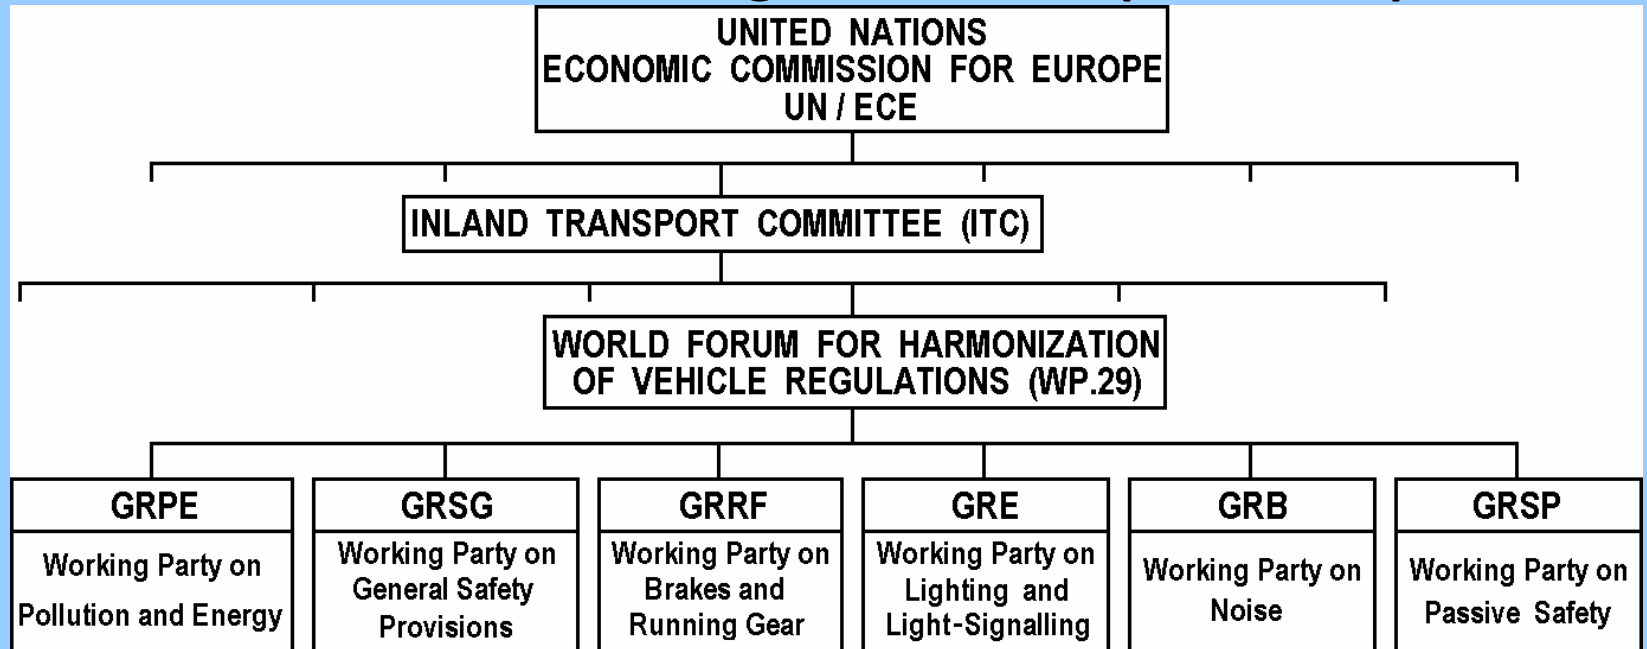 UNITED NATIONS
ECONOMIC COMMISSION FOR EUROPE
UN / ECE
INLAND TRANSPORT COMMITTEE (ITC)
WORLD FORUM FOR HARMONIZATION
OF VEHICLE REGULATIONS (WP.29)
GRPE
Working Party on
Pollution and Energy
GRSG
Working Party on
General Safety
Provisions
GRRF
Working Party on
Brakes and
Running Gear
GRE
Working Party on
Lighting and
Light-Signalling
GRB
Working Party on
Noise
GRSP
Working Party on
Passive Safety